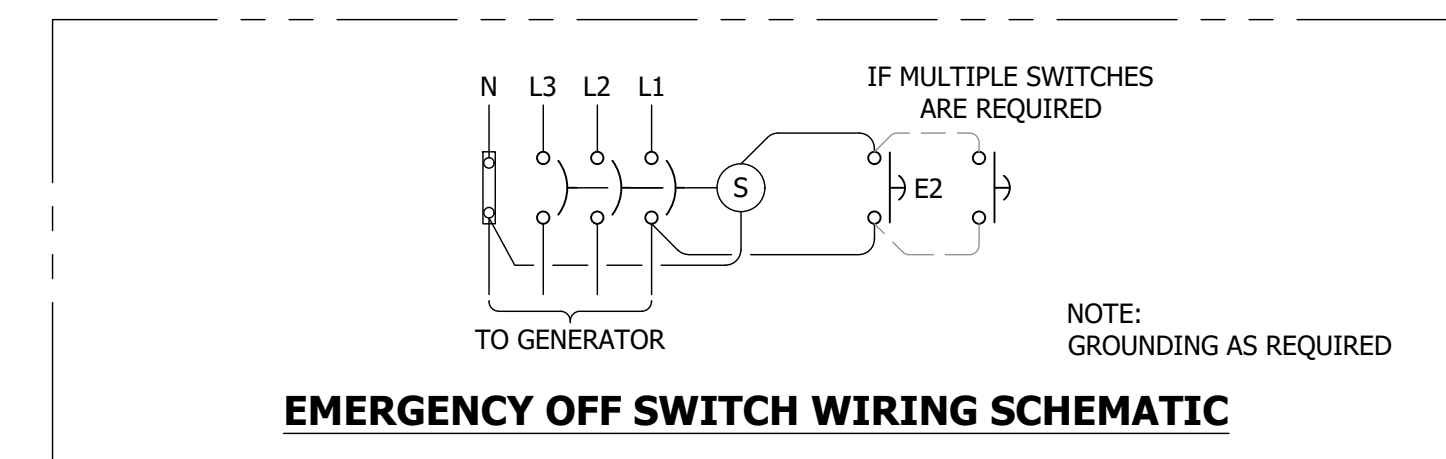 N L3 L2 L1
IF MULTIPLE SWITCHES
ARE REQUIRED
S
E2
TO GENERATOR
NOTE:
GROUNDING AS REQUIRED
EMERGENCY OFF SWITCH WIRING SCHEMATIC